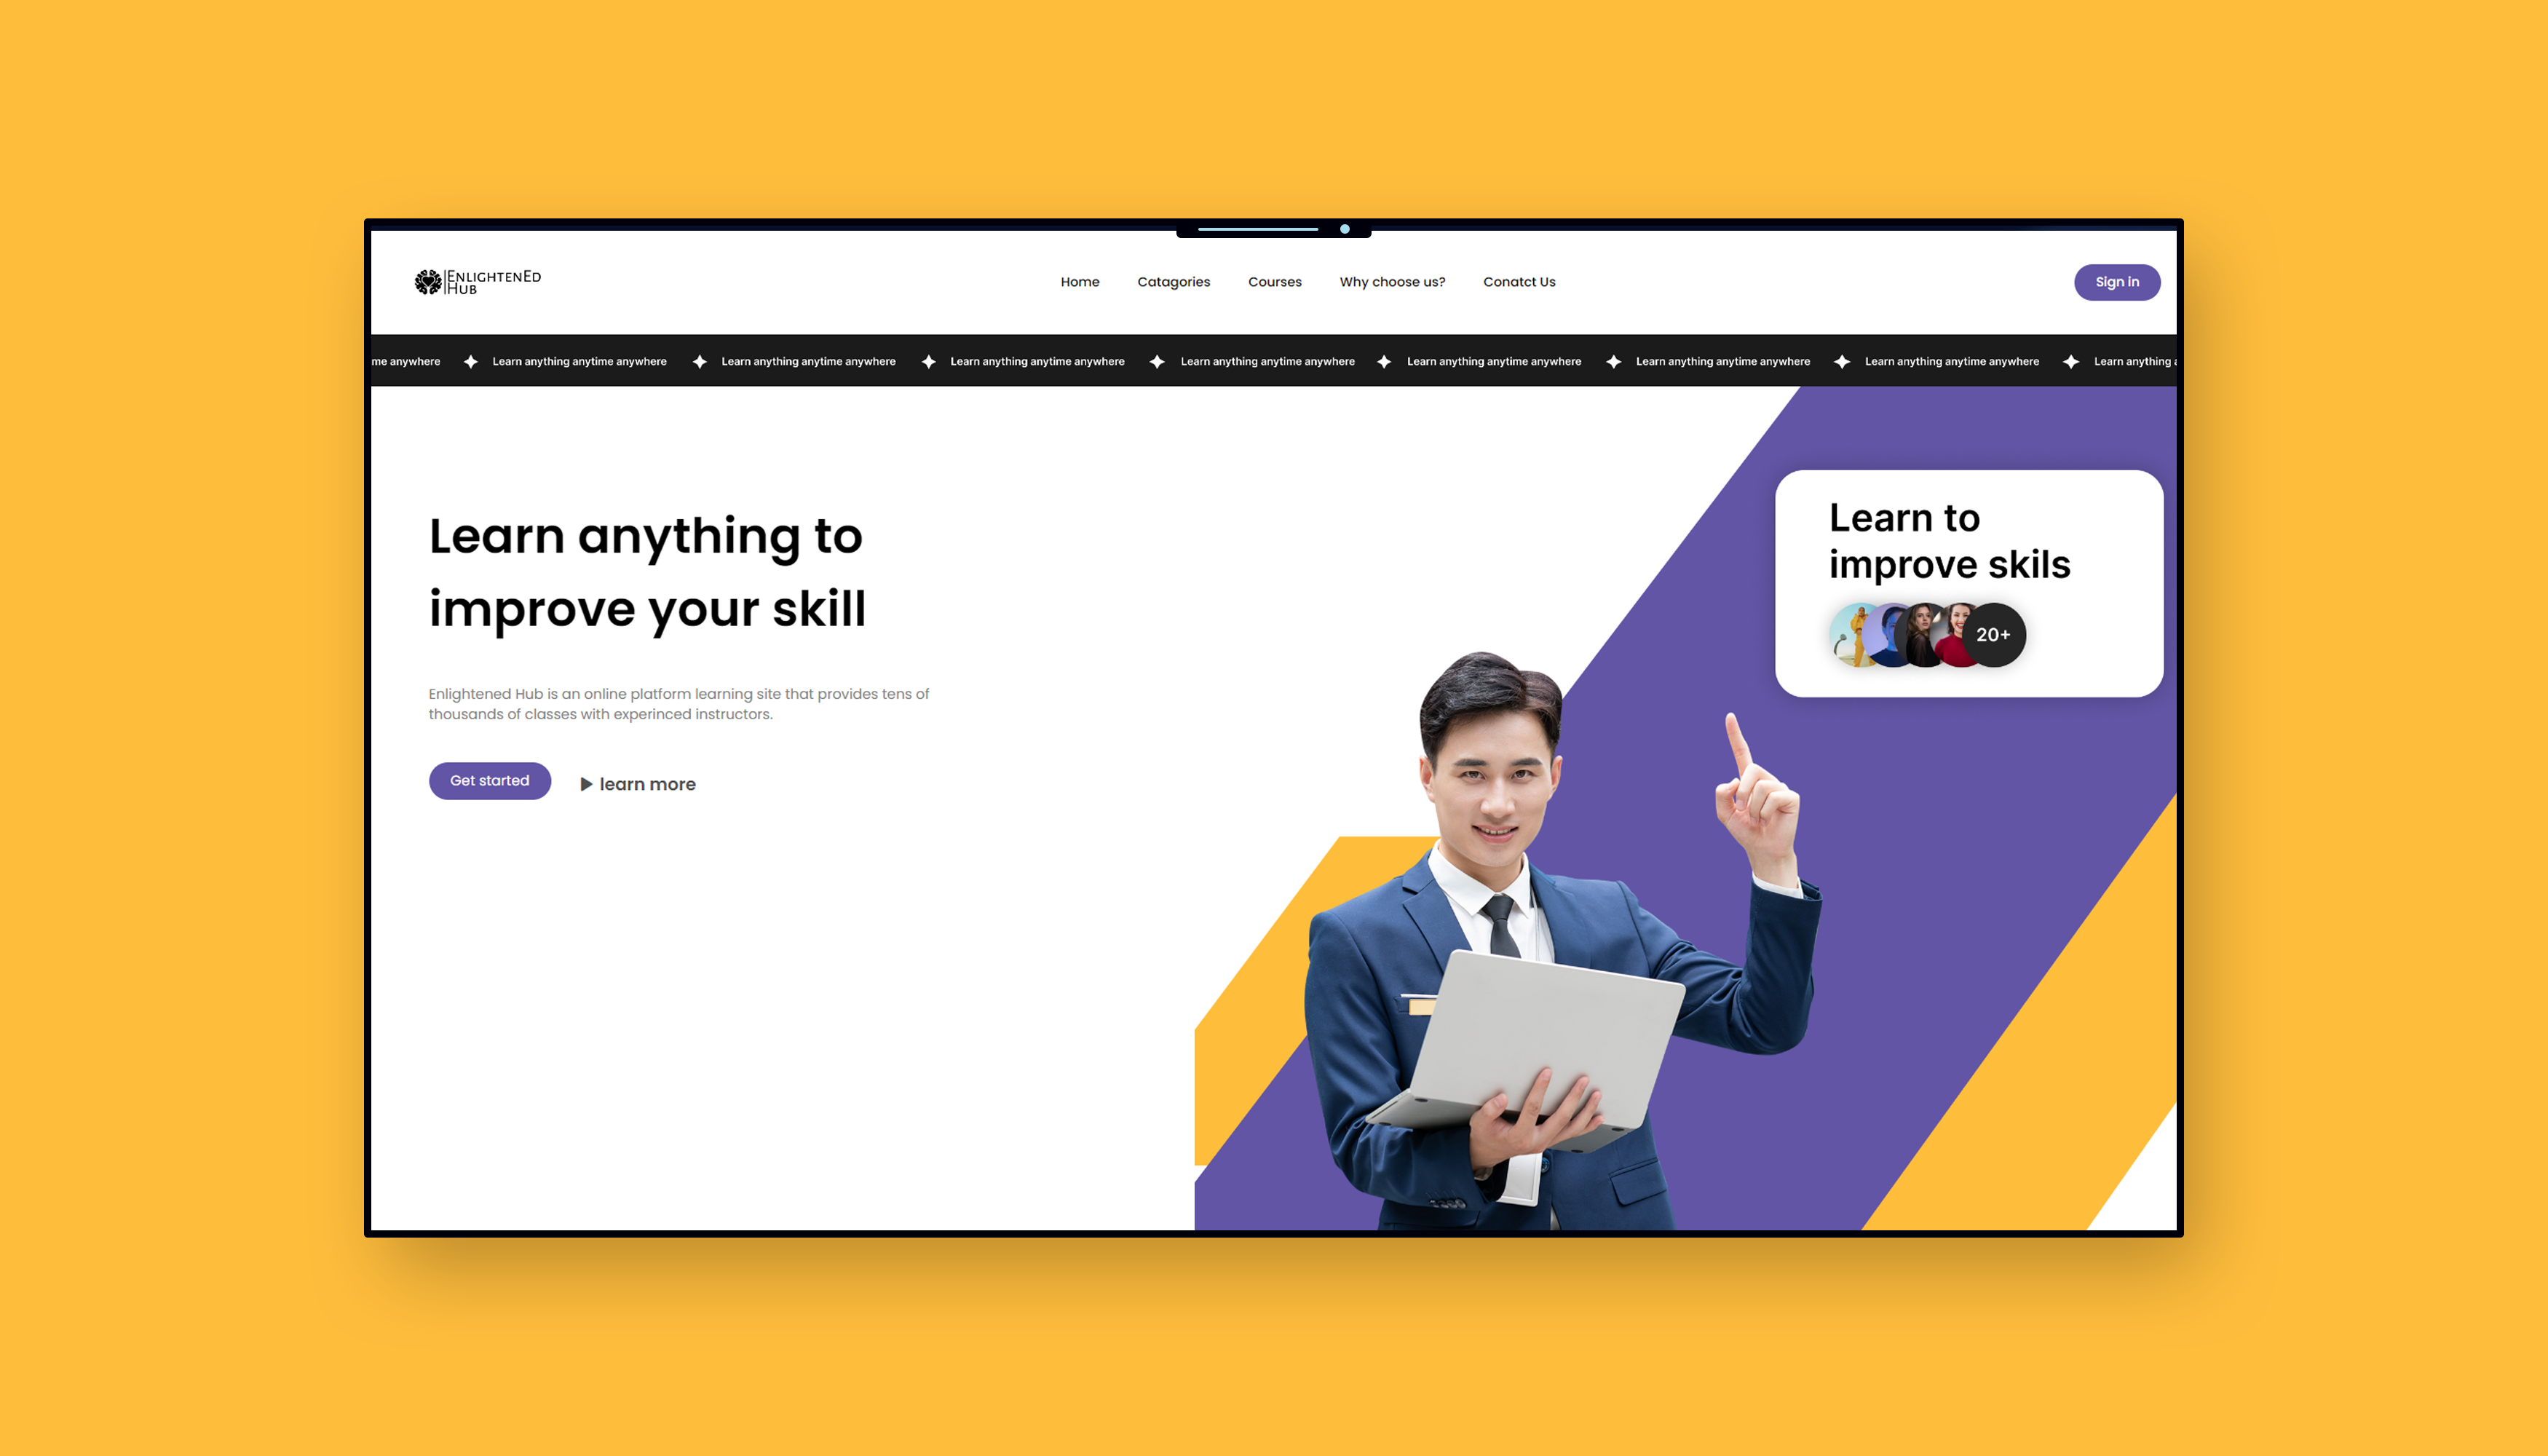 ENLIGHTENED
HUB
Home Catagories Courses Why choose us? Conatct Us
Sign in
me anywhere Learn anything anytime anywhere Learn anything anytime anywhere Learn anything anytime anywhere Learn anything anytime anywhere Learn anything anytime anywhere Learn anything anytime anywhere Learn anything anytime anywhere Learn anything
Learn anything to
improve your skill
Enlightened Hub is an online platform learning site that provides tens of
thousands of classes with experinced instructors.
Get started
learn more
Learn to
improve skils
20+